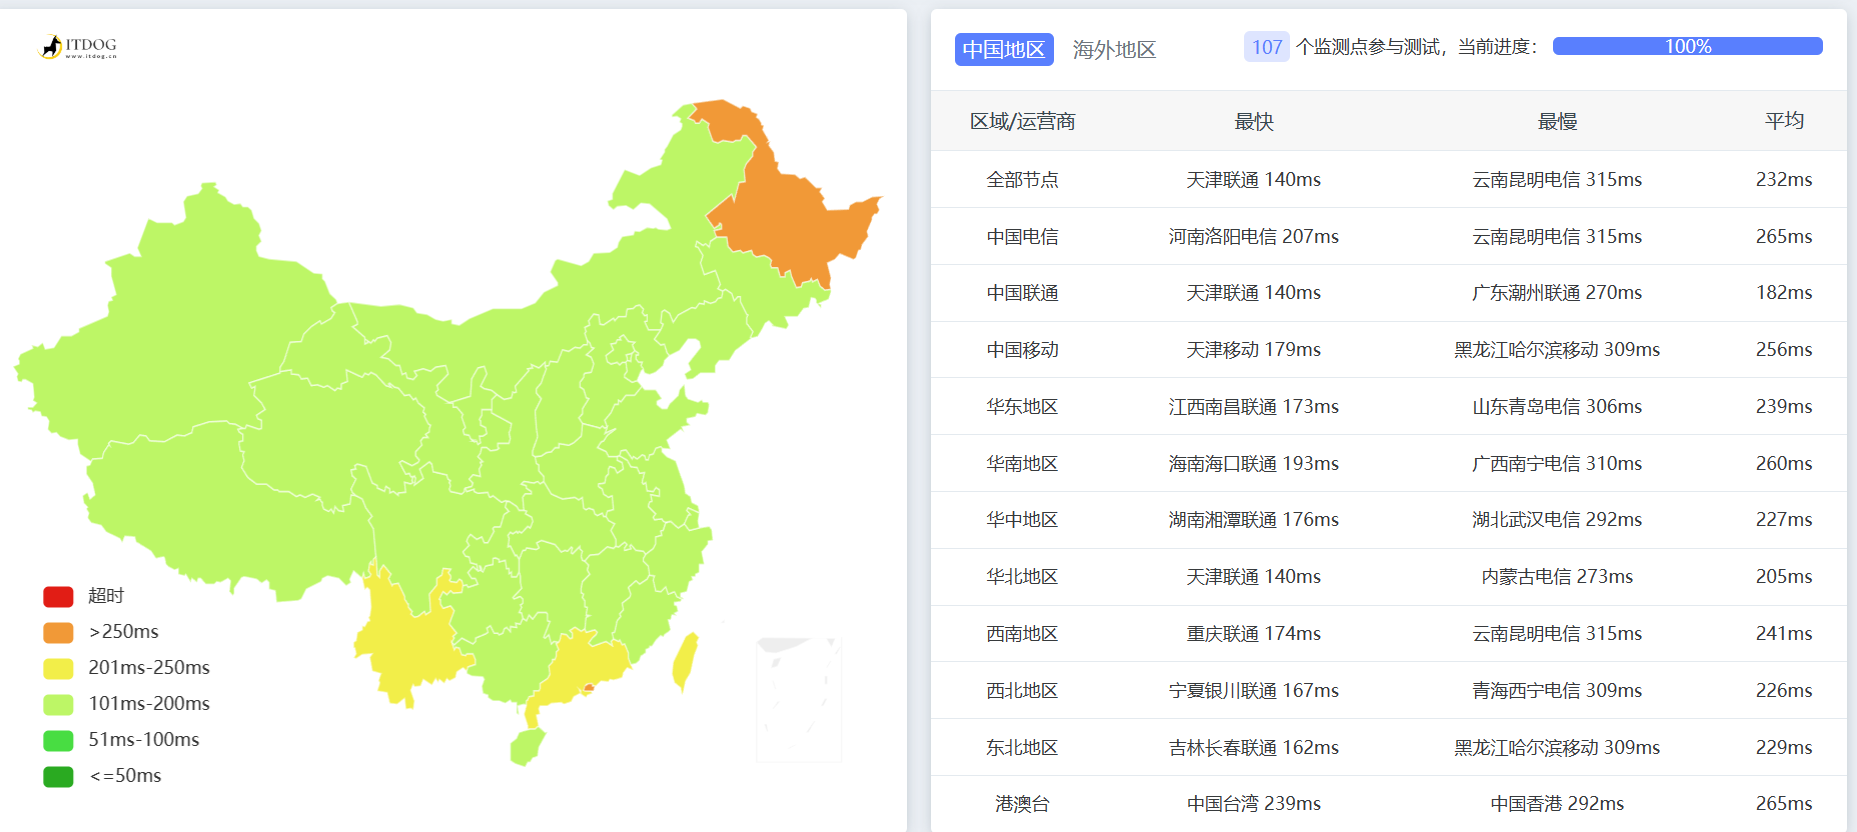 ITDOG
www.itdog.cn
超时
>250ms
201ms-250ms
101ms-200ms
51ms-100ms
<=50ms
中国地区 海外地区 107 个监测点参与测试，当前进度： 100%
区域/运营商 最快 最慢 平均
全部节点 天津联通 140ms 云南昆明电信 315ms 232ms
中国电信 河南洛阳电信 207ms 云南昆明电信 315ms 265ms
中国联通 天津联通 140ms 广东潮州联通 270ms 182ms
中国移动 天津移动 179ms 黑龙江哈尔滨移动 309ms 256ms
华东地区 江西南昌联通 173ms 山东青岛电信 306ms 239ms
华南地区 海南海口联通 193ms 广西南宁电信 310ms 260ms
华中地区 湖南湘潭联通 176ms 湖北武汉电信 292ms 227ms
华北地区 天津联通 140ms 内蒙古电信 273ms 205ms
西南地区 重庆联通 174ms 云南昆明电信 315ms 241ms
西北地区 宁夏银川联通 167ms 青海西宁电信 309ms 226ms
东北地区 吉林长春联通 162ms 黑龙江哈尔滨移动 309ms 229ms
港澳台 中国台湾 239ms 中国香港 292ms 265ms